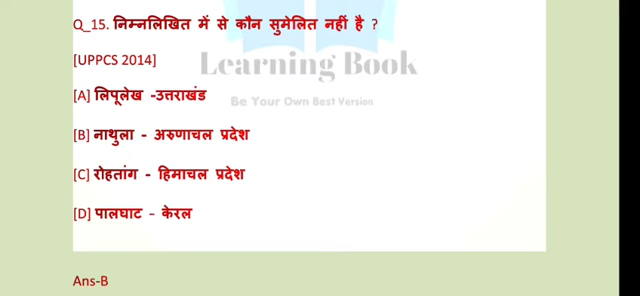 Q_15. निम्नलिखित में से कौन सुमेलित नहीं है ?
[UPPCS 2014]
Learning Book
[A] लिपूलेख -उत्तराखंड
Be Your Own Best Version
[B] नाथुला - अरुणाचल प्रदेश
[C] रोहतांग - हिमाचल प्रदेश
[D] पालघाट - केरल
Ans-B